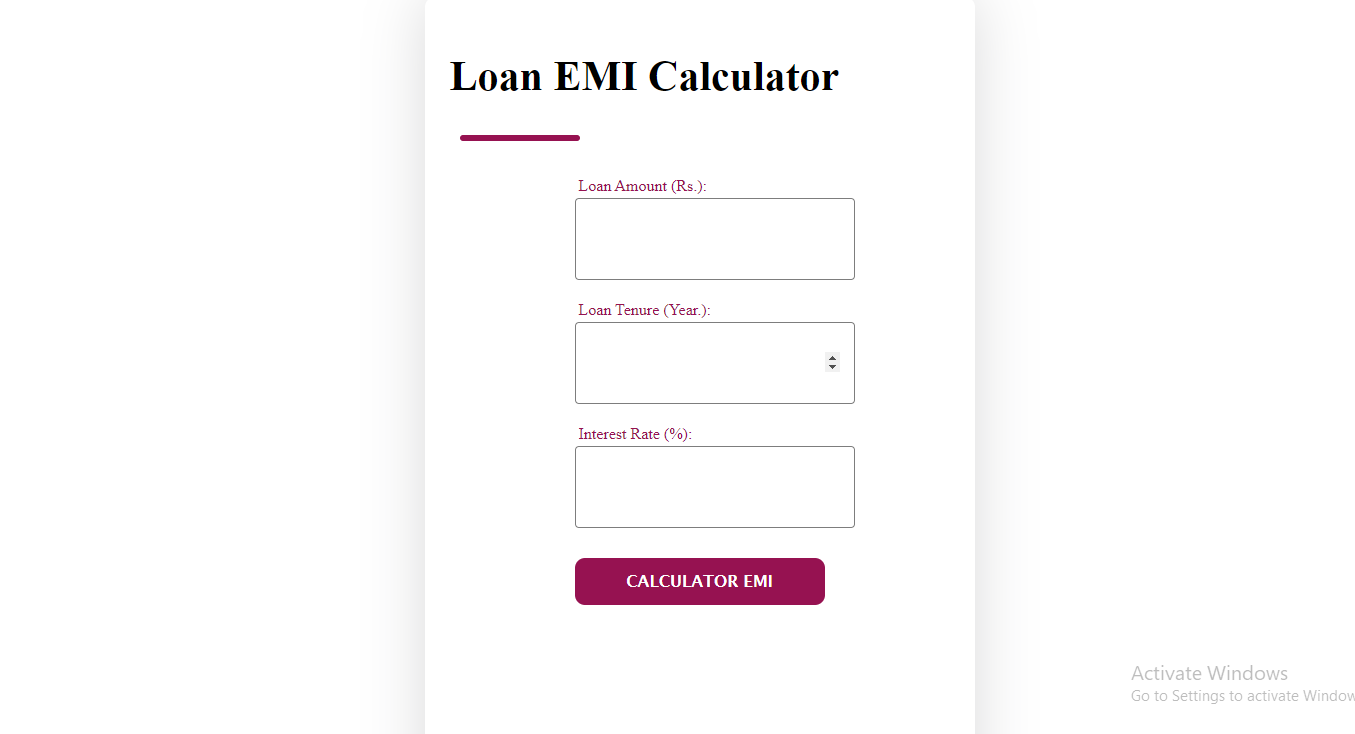 Loan EMI Calculator
Loan Amount (Rs.):
Loan Tenure (Year.):
Interest Rate (%):
CALCULATOR EMI
Activate Windows
Go to Settings to activate Window